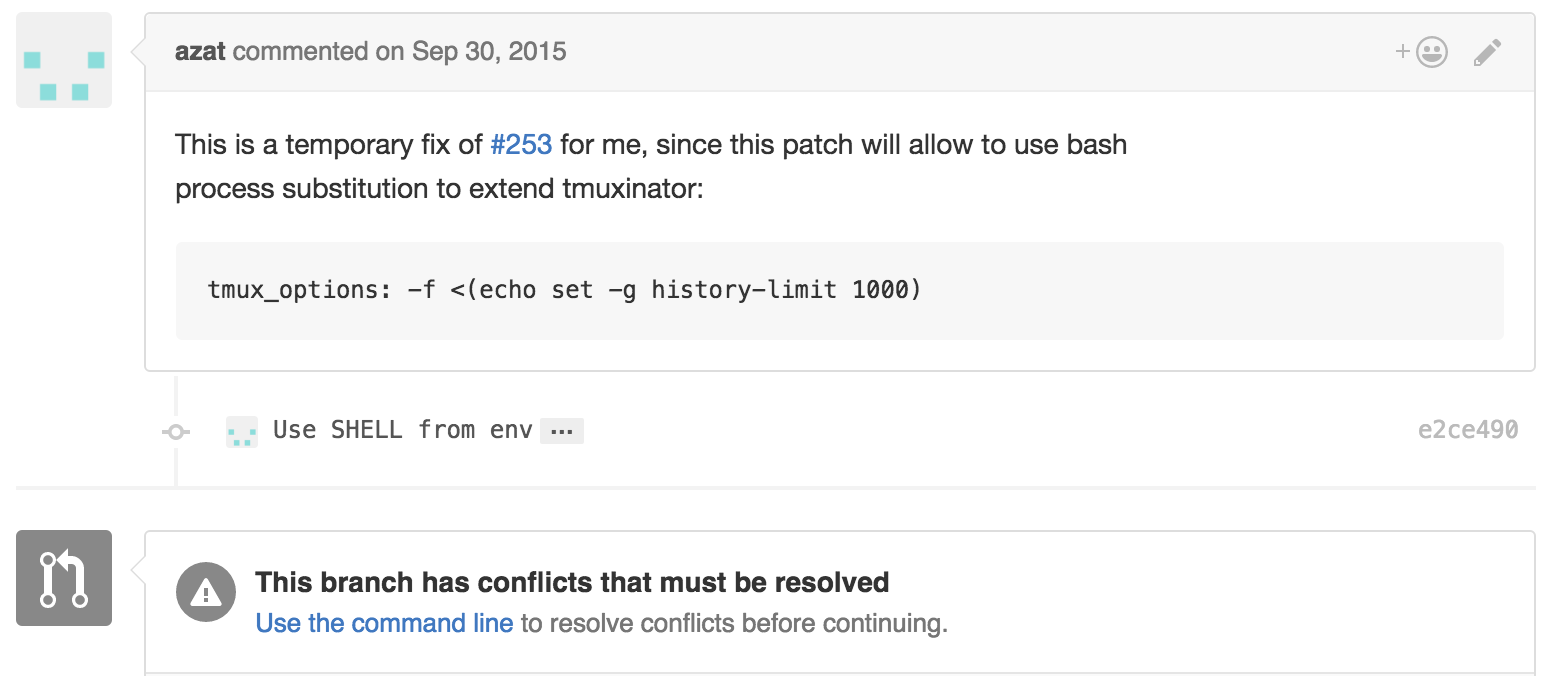 azat commented on Sep 30, 2015
This is a temporary fix of #253 for me, since this patch will allow to use bash
process substitution to extend tmuxinator:
tmux_options: -f <(echo set -g history-limit 1000)
Use SHELL from env ...
e2ce490
This branch has conflicts that must be resolved
Use the command line to resolve conflicts before continuing.